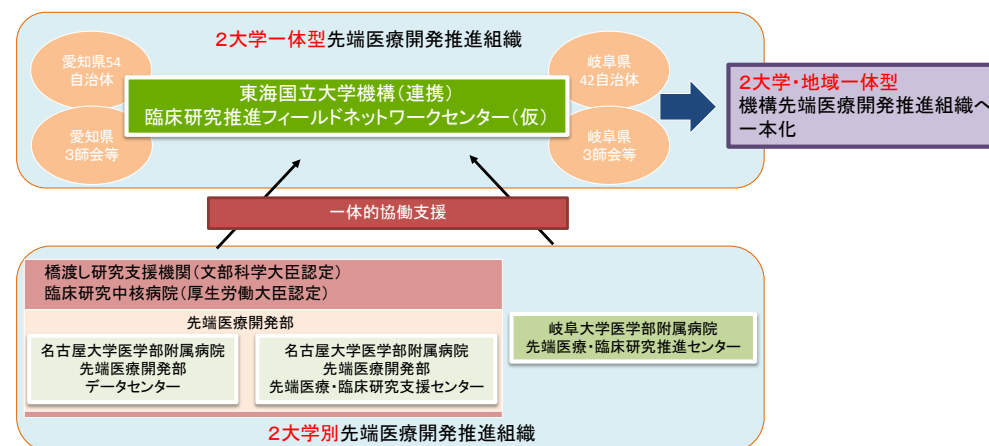 2大学一体型先端医療開発推進組織
愛知県54
自治体
岐阜県
42自治体
東海国立大学機構(連携)
臨床研究推進フィールドネットワークセンター(仮)
愛知県
3師会等
岐阜県
3師会等
2大学・地域一体型
機構先端医療開発推進組織へ
一本化
一体的協働支援
橋渡し研究支援機関(文部科学大臣認定)
臨床研究中核病院(厚生労働大臣認定)
先端医療開発部
名古屋大学医学部附属病院
先端医療開発部
データセンター
名古屋大学医学部附属病院
先端医療開発部
先端医療・臨床研究支援センター
岐阜大学医学部附属病院
先端医療・臨床研究推進センター
2大学別先端医療開発推進組織